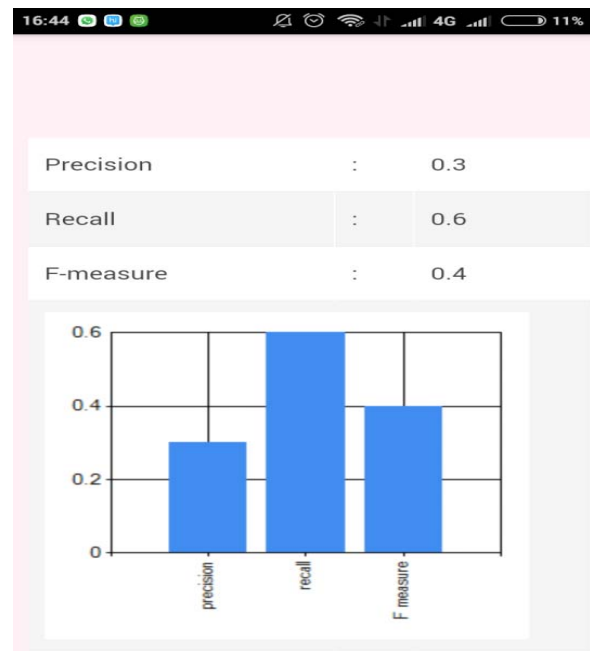 16:44 4G 11%
Precision : 0.3
Recall : 0.6
F-measure : 0.4
0.6
0.4
0.2
0
precision
recall
F measure